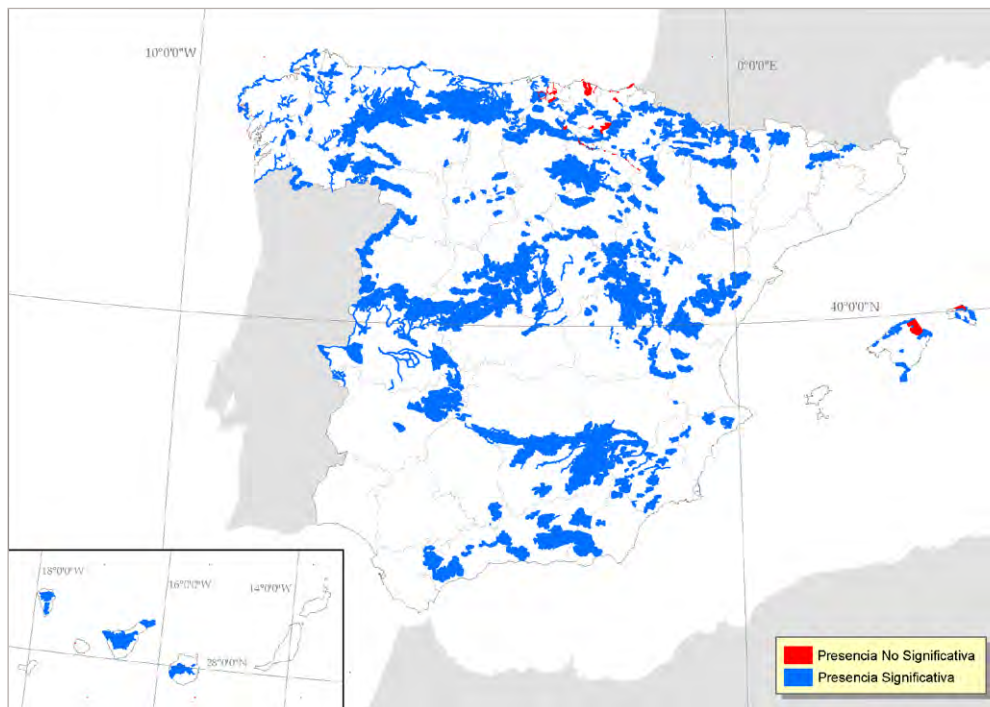 10°0'0"W
0°0'0"E
40°0'0"N
18°0'0"W
16°0'0"W
14°0'0"W
28°0'0"N
Presencia No Significativa
Presencia Significativa